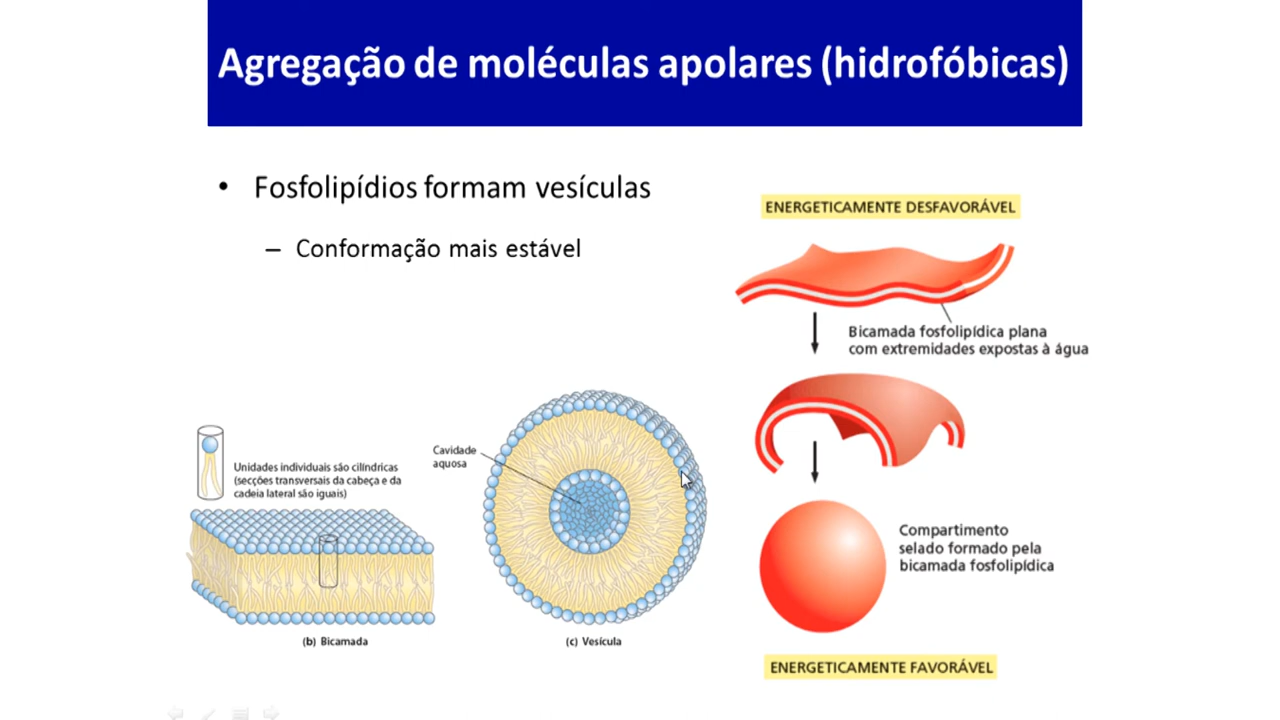 Agregação de moléculas apolares (hidrofóbicas)
• Fosfolipídios formam vesículas
– Conformação mais estável
ENERGETICAMENTE DESFAVORÁVEL
Bicamada fosfolipídica plana
com extremidades expostas à água
Cavidade
aquosa
Unidades individuais são cilíndricas
(secções transversais da cabeça e da
cadeia lateral são iguais)
Compartimento
selado formado pela
bicamada fosfolipídica
(b) Bicamada
(c) Vesícula
ENERGETICAMENTE FAVORÁVEL